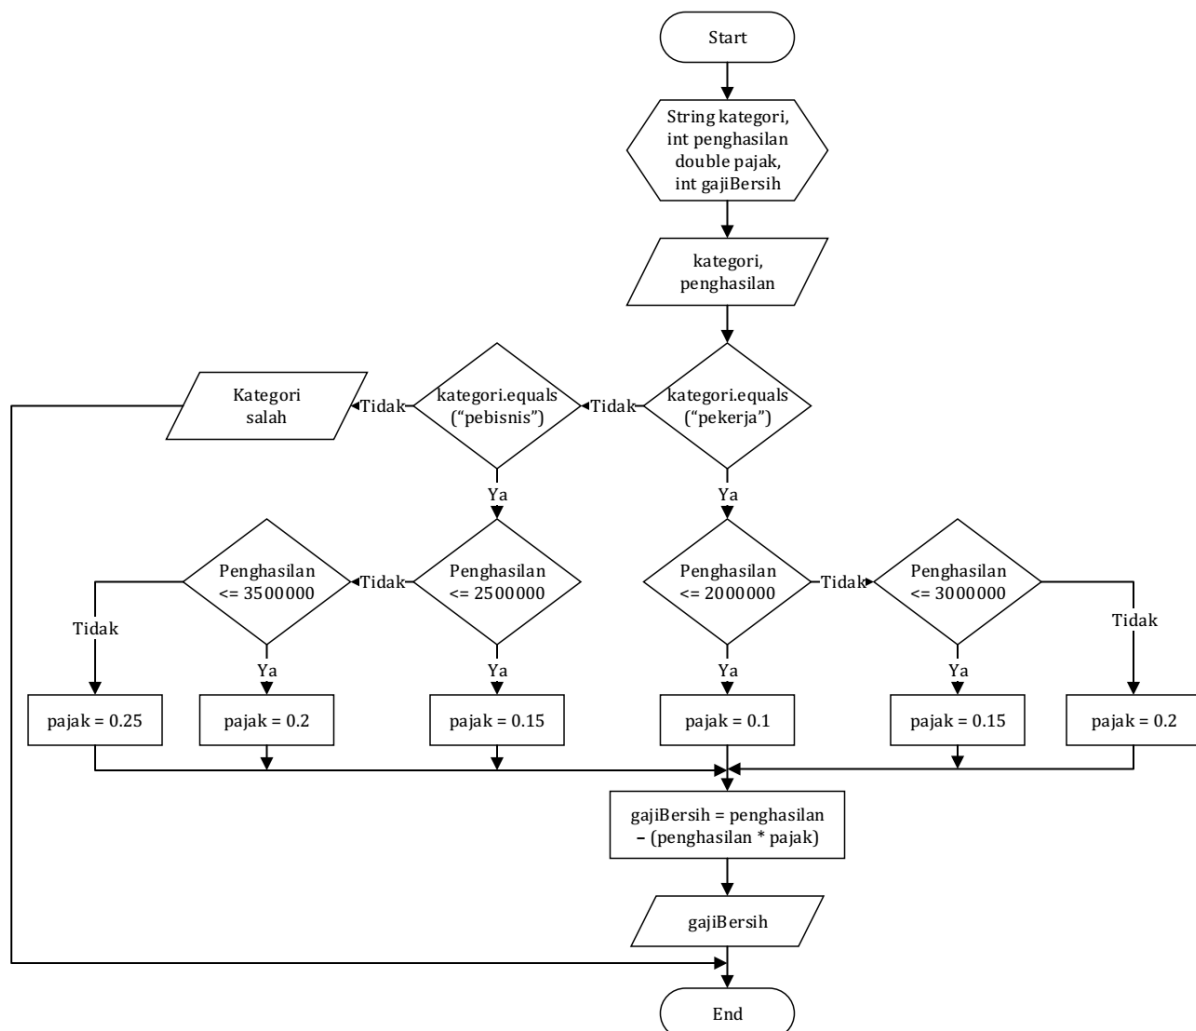 Start
String kategori,
int penghasilan
double pajak,
int gajiBersih
kategori,
penghasilan
Kategori
salah
Tidak
kategori.equals
(“pebisnis”)
Tidak
kategori.equals
(“pekerja”)
Ya
Ya
Penghasilan
<= 3500000
Tidak
Penghasilan
<= 2500000
Penghasilan
<= 2000000
Tidak
Penghasilan
<= 3000000
Tidak
Tidak
Ya
Ya
Ya
Ya
pajak = 0.25
pajak = 0.2
pajak = 0.15
pajak = 0.1
pajak = 0.15
pajak = 0.2
gajiBersih = penghasilan
– (penghasilan * pajak)
gajiBersih
End